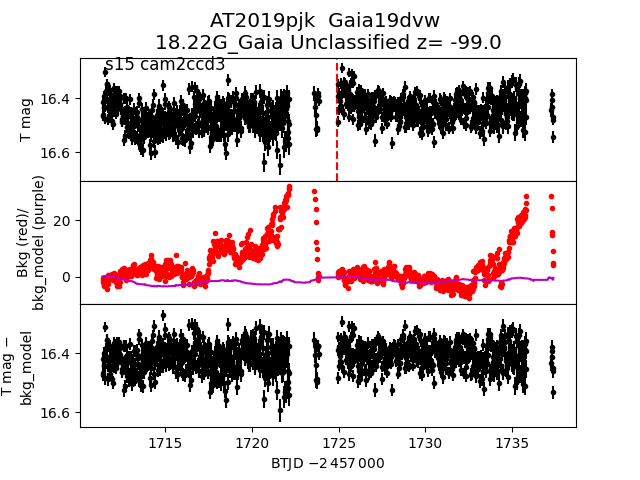 AT2019pjk Gaia19dvw
18.22G_Gaia Unclassified z= -99.0
s15 cam2ccd3
T mag
16.4
16.6
Bkg (red)/
bkg_model (purple)
20
0
T mag −
bkg_model
16.4
16.6
1715 1720 1725 1730 1735
BTJD −2 457 000